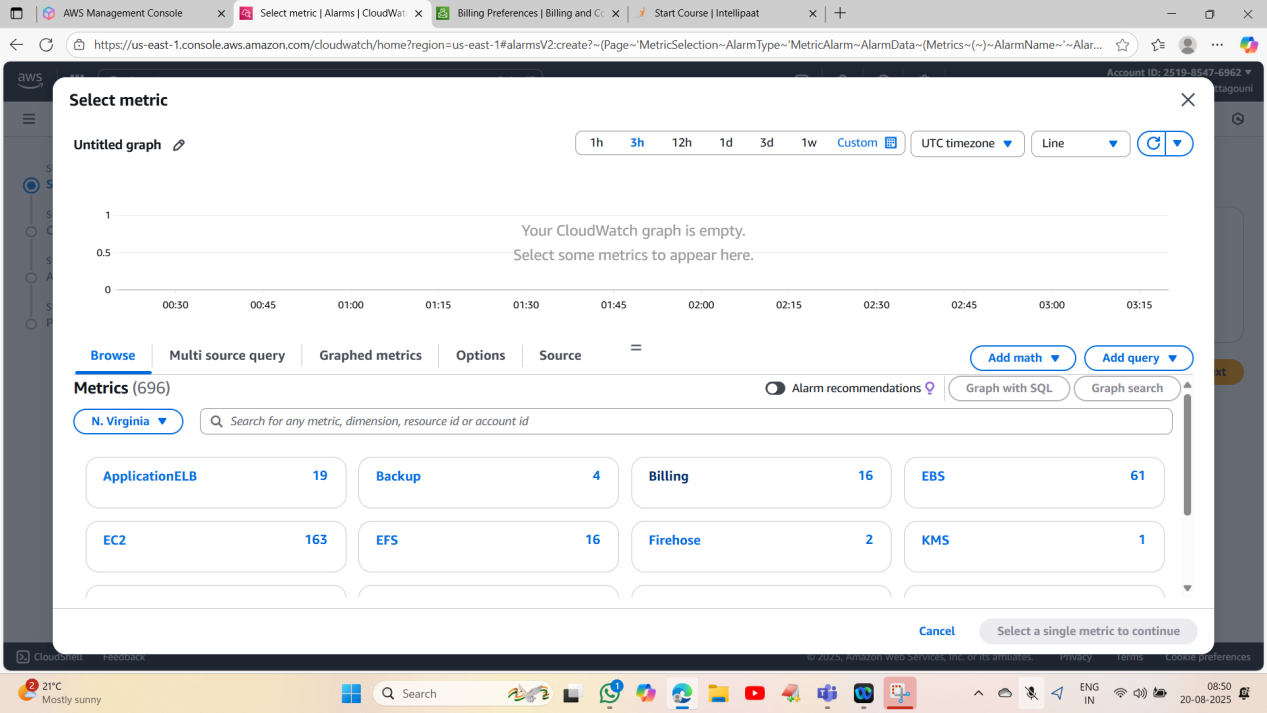 AWS Management Console
Select metric | Alarms | CloudWat
Billing Preferences | Billing and Co
Start Course | Intellipaat
https://us-east-1.console.aws.amazon.com/cloudwatch/home?region=us-east-1#alarmsV2:create?~(Page~'MetricSelection~AlarmType~'MetricAlarm~AlarmData~(Metrics~(~)~AlarmName~'~Alar...
aws
Account ID: 2519-8547-6962
ttagouni
Select metric
Untitled graph
1h 3h 12h 1d 3d 1w Custom
UTC timezone
Line
1
0.5
0
Your CloudWatch graph is empty.
Select some metrics to appear here.
00:30 00:45 01:00 01:15 01:30 01:45 02:00 02:15 02:30 02:45 03:00 03:15
Browse
Multi source query
Graphed metrics
Options
Source
Add math
Add query
xt
Metrics (696)
Alarm recommendations
Graph with SQL
Graph search
N. Virginia
Search for any metric, dimension, resource id or account id
ApplicationELB 19
Backup 4
Billing 16
EBS 61
EC2 163
EFS 16
Firehose 2
KMS 1
Cancel
Select a single metric to continue
CloudShell
Feedback
© 2025, Amazon Web Services, Inc. or its affiliates.
Privacy
Terms
Cookie preferences
2
21°C
Mostly sunny
Search
1
ENG
IN
08:50
20-08-2025